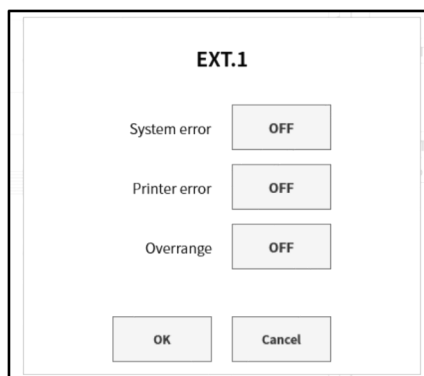 EXT.1
System error OFF
Printer error OFF
Overrange OFF
OK Cancel